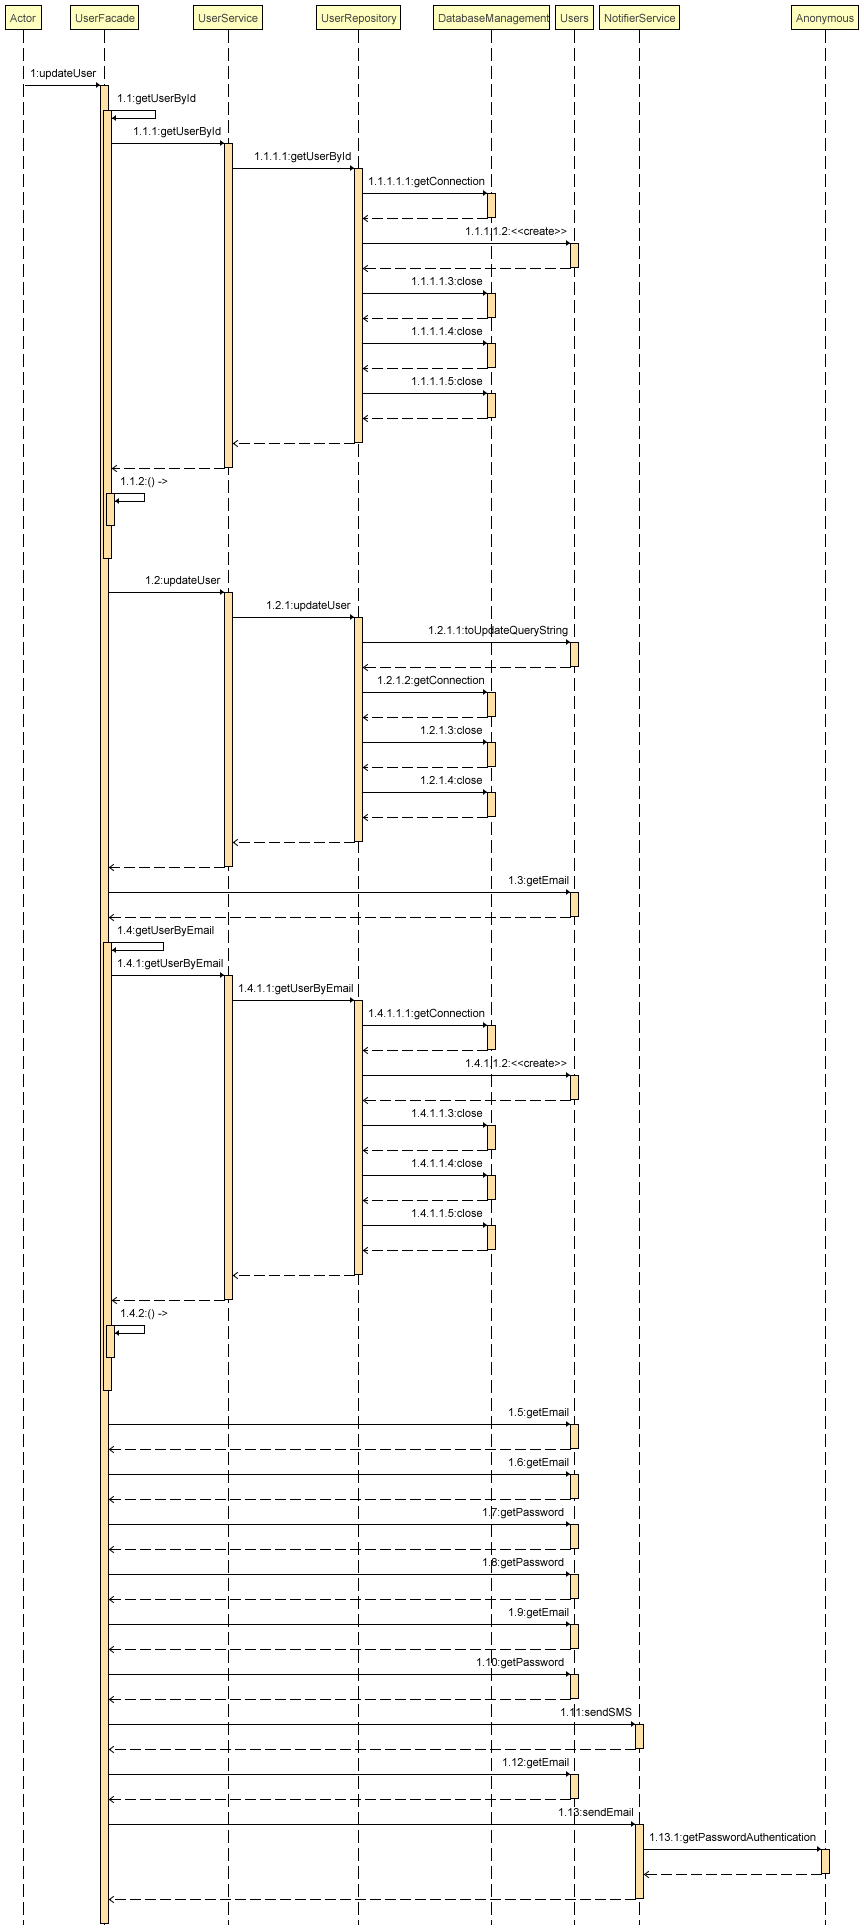 Actor
UserFacade
UserService
UserRepository
DatabaseManagement
Users
NotifierService
Anonymous
1:updateUser
1.1:getUserById
1.1.1:getUserById
1.1.1.1:getUserById
1.1.1.1.1:getConnection
1.1.1.1.2:<<create>>
1.1.1.1.3:close
1.1.1.1.4:close
1.1.1.1.5:close
1.1.2:() ->
1.2:updateUser
1.2.1:updateUser
1.2.1.1:toUpdateQueryString
1.2.1.2:getConnection
1.2.1.3:close
1.2.1.4:close
1.3:getEmail
1.4:getUserByEmail
1.4.1:getUserByEmail
1.4.1.1:getUserByEmail
1.4.1.1.1:getConnection
1.4.1.1.2:<<create>>
1.4.1.1.3:close
1.4.1.1.4:close
1.4.1.1.5:close
1.4.2:() ->
1.5:getEmail
1.6:getEmail
1.7:getPassword
1.8:getPassword
1.9:getEmail
1.10:getPassword
1.11:sendSMS
1.12:getEmail
1.13:sendEmail
1.13.1:getPasswordAuthentication